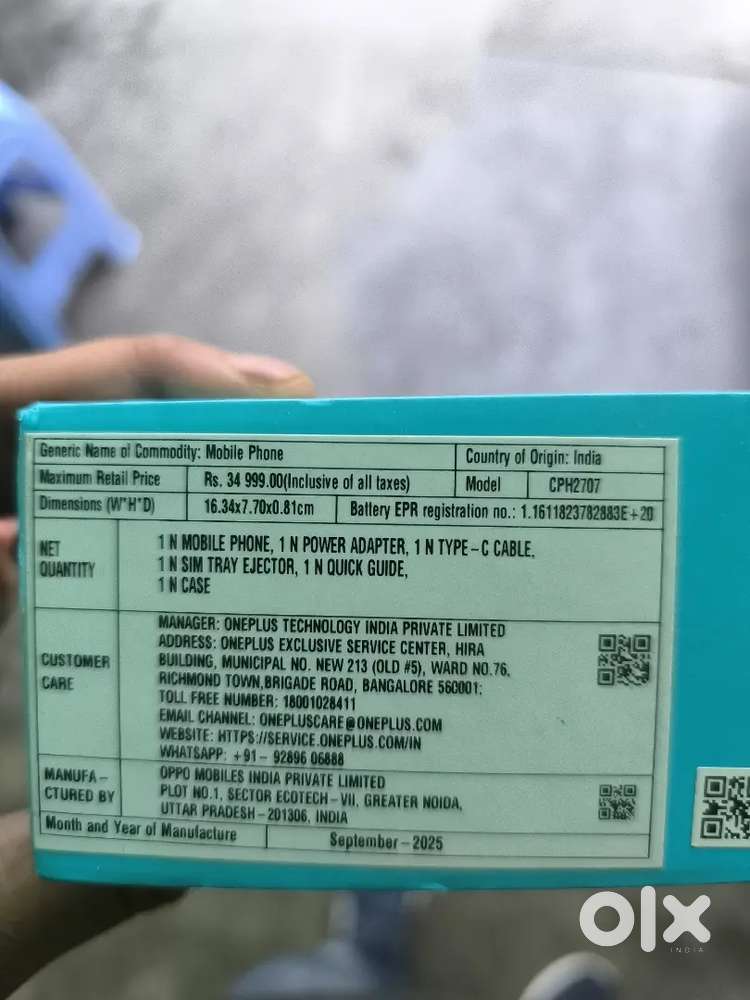 Generic Name of Commodity: Mobile Phone
Country of Origin: India
Maximum Retail Price
Rs. 34 999.00(Inclusive of all taxes)
Model
CPH2707
Dimensions (W*H*D)
16.34x7.70x0.81cm
Battery EPR registration no.: 1.1611823782883E+20
NET
QUANTITY
1 N MOBILE PHONE, 1 N POWER ADAPTER, 1 N TYPE-C CABLE,
1 N SIM TRAY EJECTOR, 1 N QUICK GUIDE,
1 N CASE
CUSTOMER
CARE
MANAGER: ONEPLUS TECHNOLOGY INDIA PRIVATE LIMITED
ADDRESS: ONEPLUS EXCLUSIVE SERVICE CENTER, HIRA
BUILDING, MUNICIPAL NO. NEW 213 (OLD #5), WARD NO.76,
RICHMOND TOWN,BRIGADE ROAD, BANGALORE 560001;
TOLL FREE NUMBER: 18001028411
EMAIL CHANNEL: ONEPLUSCARE@ONEPLUS.COM
WEBSITE: HTTPS://SERVICE.ONEPLUS.COM/IN
WHATSAPP: +91- 92896 06888
MANUFA-
CTURED BY
OPPO MOBILES INDIA PRIVATE LIMITED
PLOT NO.1, SECTOR ECOTECH-VII, GREATER NOIDA,
UTTAR PRADESH-201306, INDIA
Month and Year of Manufacture
September-2025
olx
INDIA